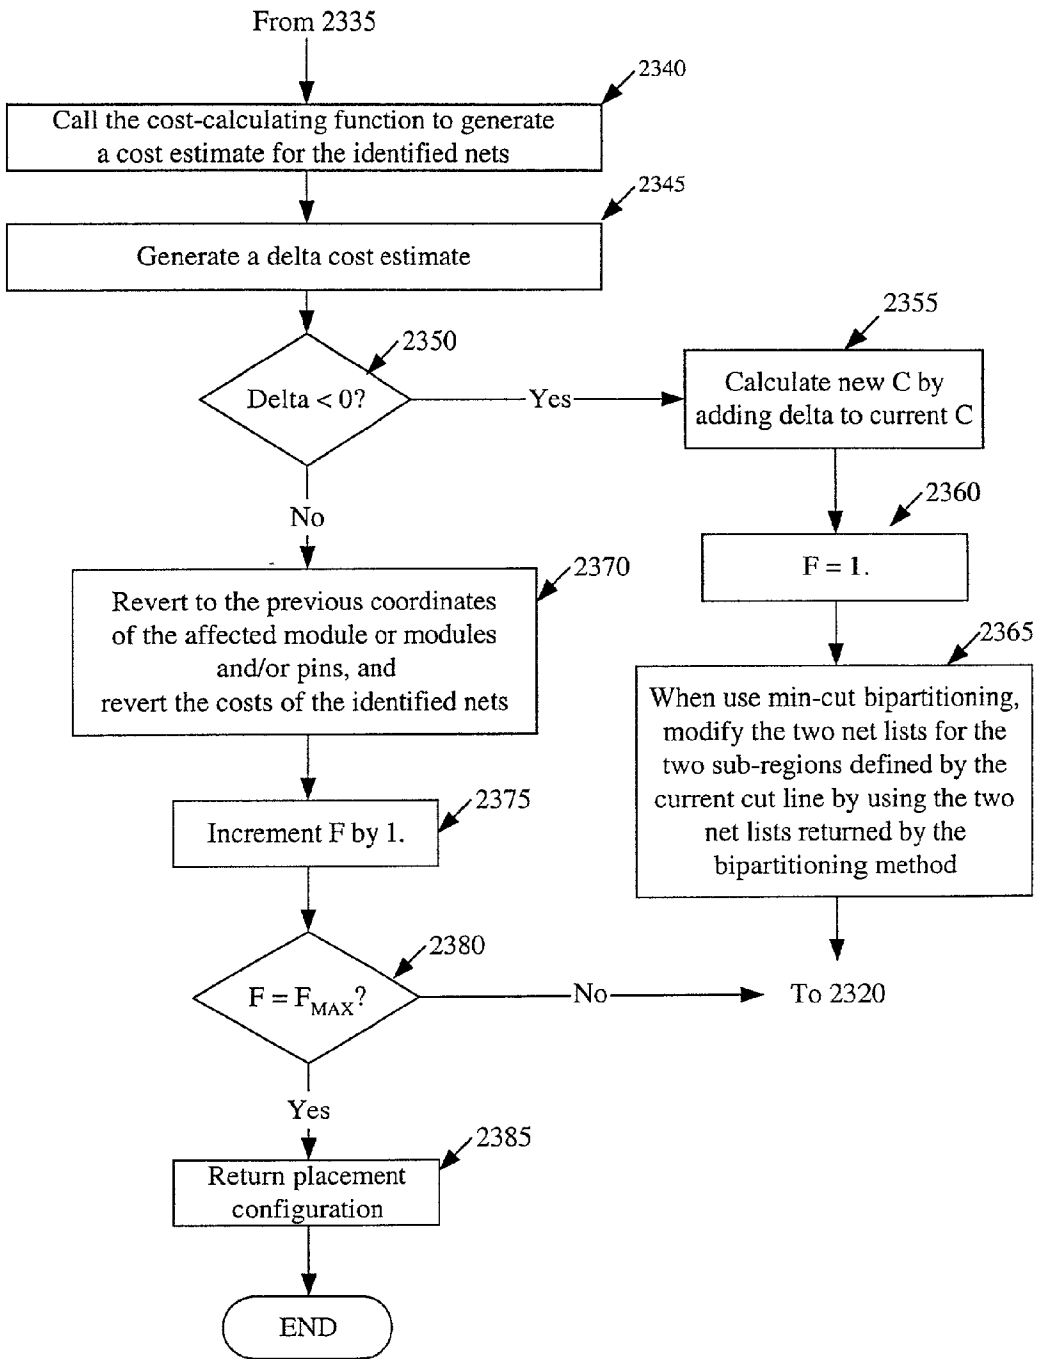 From 2335
2340
Call the cost-calculating function to generate
a cost estimate for the identified nets
2345
Generate a delta cost estimate
2350
Delta < 0?
Yes
2355
Calculate new C by
adding delta to current C
No
2360
F = 1.
2370
Revert to the previous coordinates
of the affected module or modules
and/or pins, and
revert the costs of the identified nets
2365
When use min-cut bipartitioning,
modify the two net lists for the
two sub-regions defined by the
current cut line by using the two
net lists returned by the
bipartitioning method
2375
Increment F by 1.
2380
F = FMAX?
No
To 2320
Yes
2385
Return placement
configuration
END